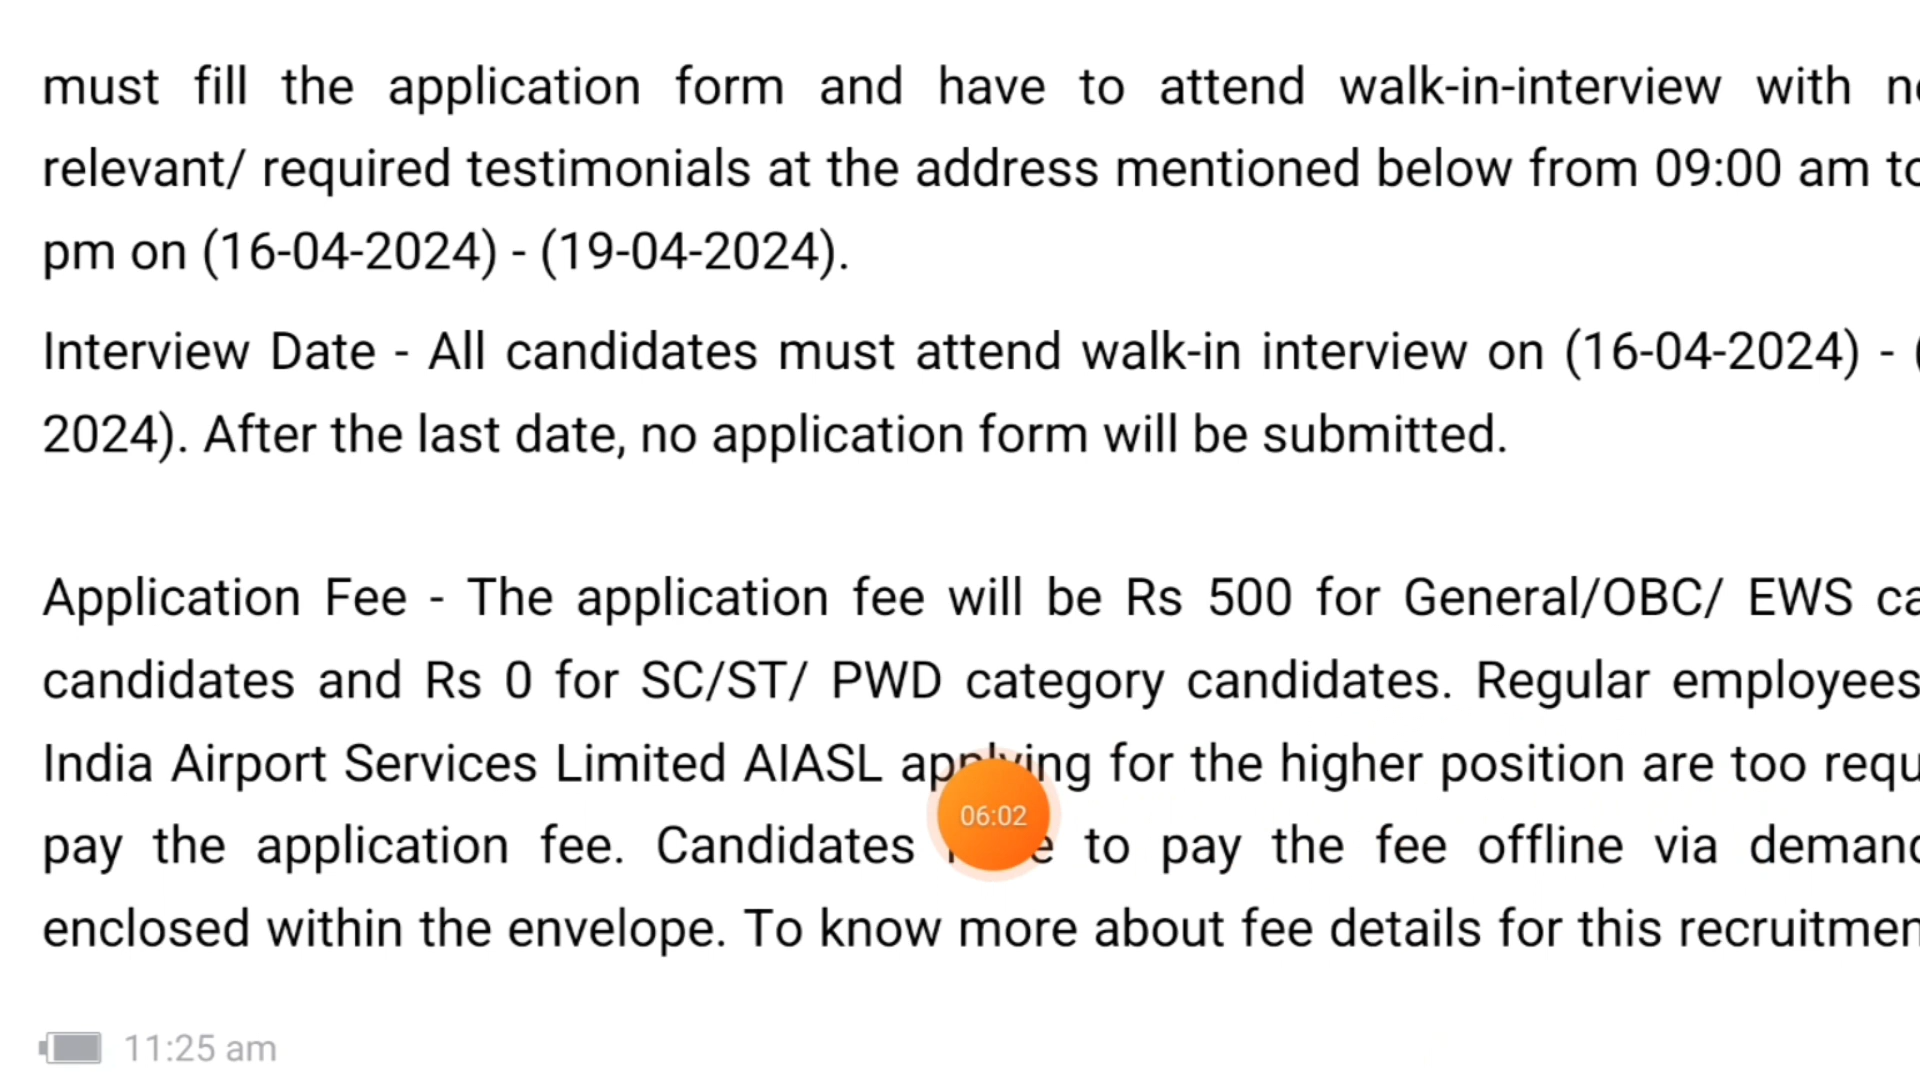 must fill the application form and have to attend walk-in-interview with
relevant/ required testimonials at the address mentioned below from 09:00 am to
pm on (16-04-2024) - (19-04-2024).
Interview Date - All candidates must attend walk-in interview on (16-04-2024) - (
2024). After the last date, no application form will be submitted.
Application Fee - The application fee will be Rs 500 for General/OBC/ EWS
candidates and Rs 0 for SC/ST/ PWD category candidates. Regular employees
India Airport Services Limited AIASL applying for the higher position are too
pay the application fee. Candidates to pay the fee offline via
enclosed within the envelope. To know more about fee details for this
06:02
11:25 am